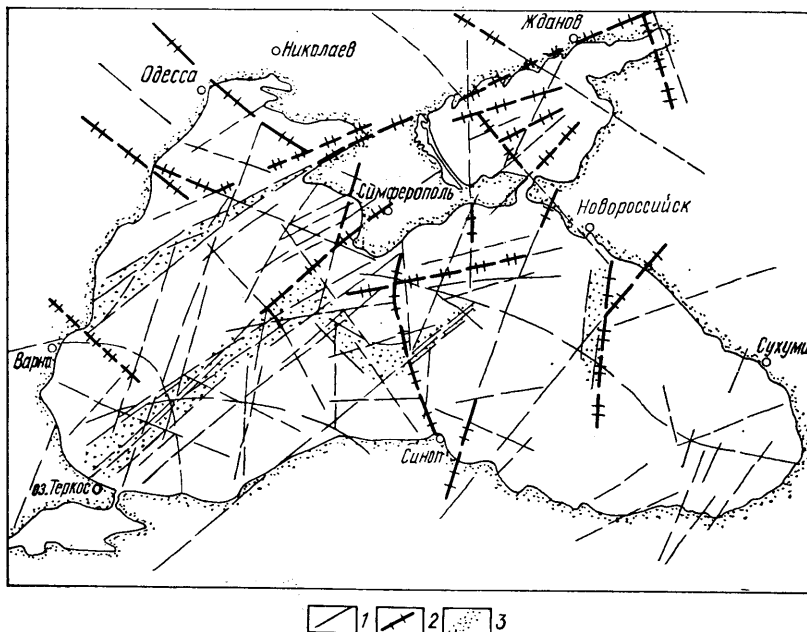 Жданов
Николаев
Одесса
Симферополь
Новороссийск
Варна
Сухуми
Синоп
оз. Теркос
1 2 3